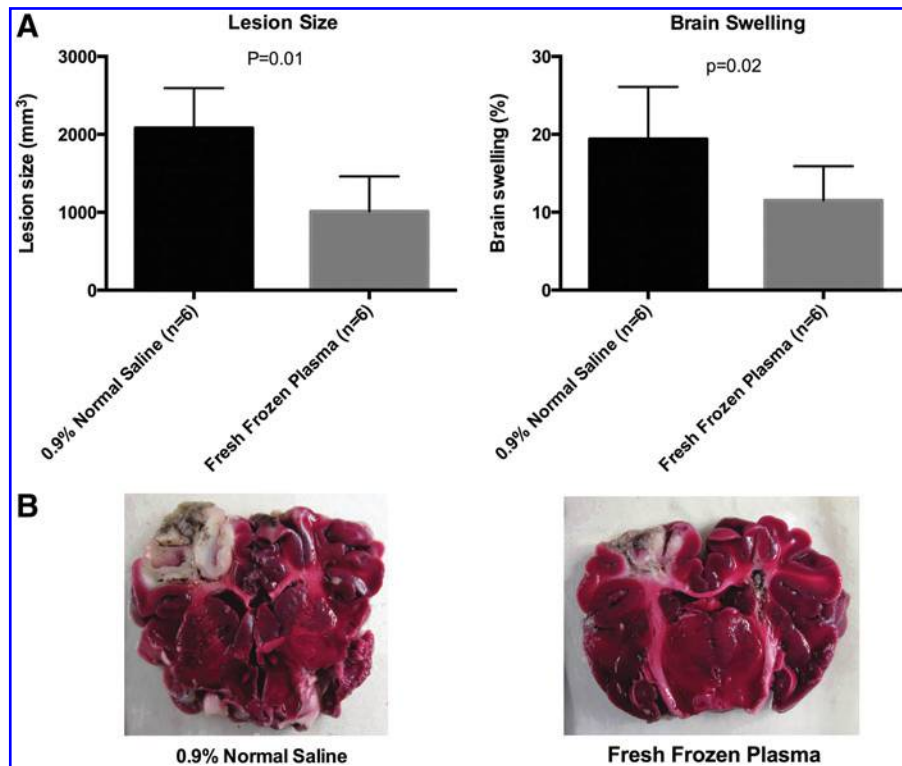 A
Lesion Size
P=0.01
Lesion size (mm³)
3000
2000
1000
0
0.9% Normal Saline (n=6)
Fresh Frozen Plasma (n=6)
Brain Swelling
p=0.02
Brain swelling (%)
30
20
10
0
0.9% Normal Saline (n=6)
Fresh Frozen Plasma (n=6)
B
0.9% Normal Saline
Fresh Frozen Plasma